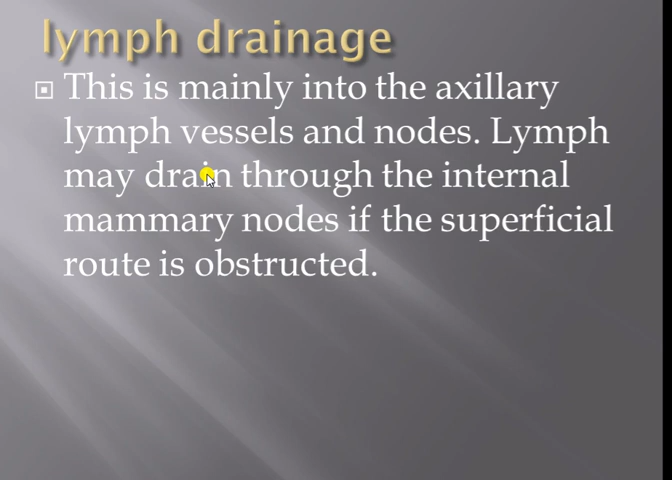 lymph drainage
This is mainly into the axillary
lymph vessels and nodes. Lymph
may drain through the internal
mammary nodes if the superficial
route is obstructed.